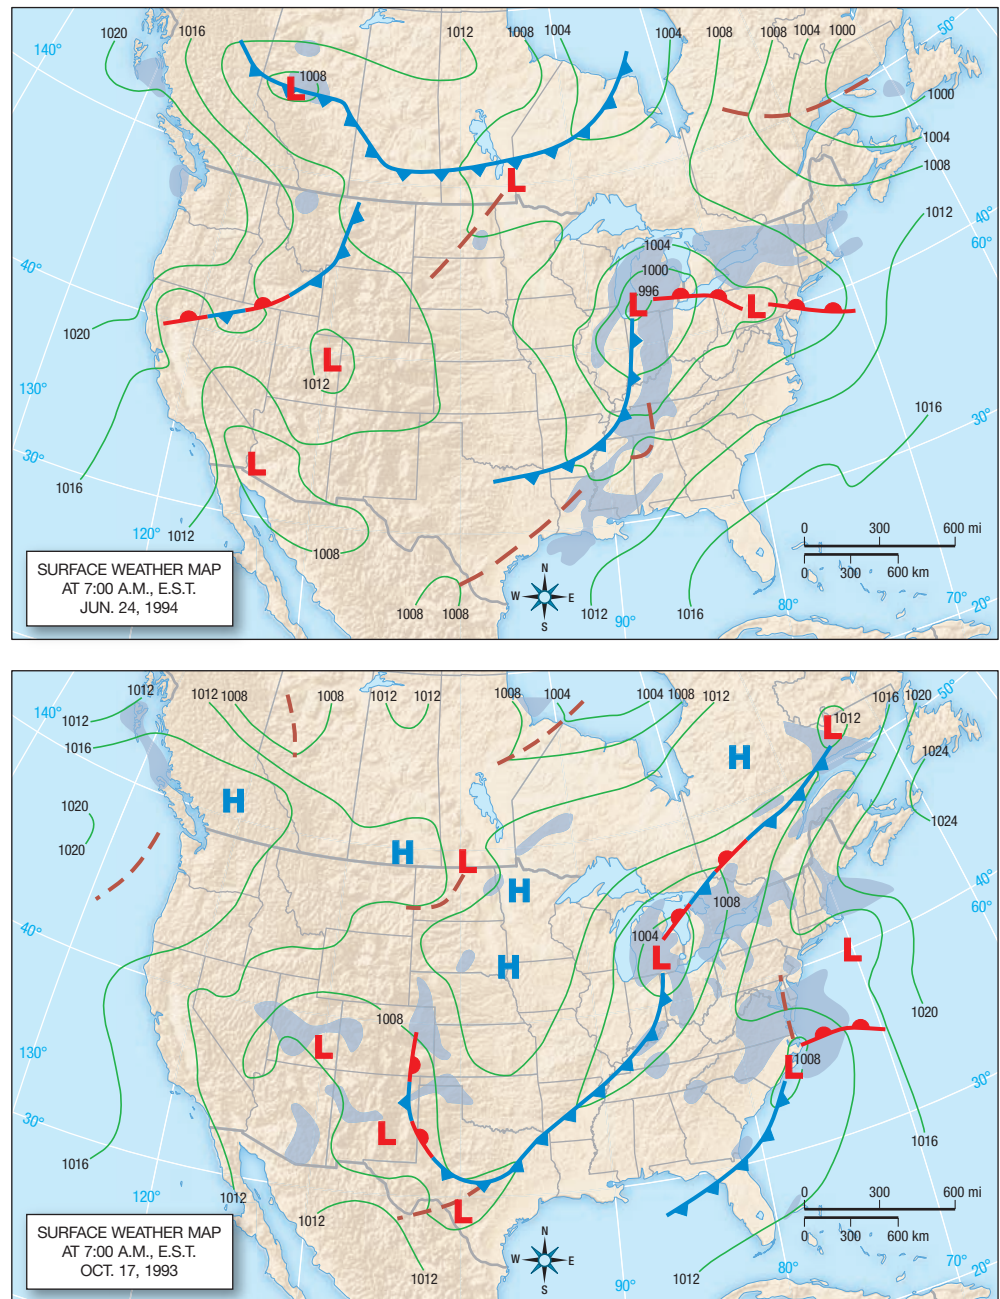 1020 1016 1012 1008 1004 1004 1008 1008 1004 1000
140° 50°
L 1008
1000
1004
L
1008
1012
40°
60°
40°
1004
1000
996
L L
1020
L
1012
130°
30°
1016
30°
L
1016
1012
120°
1008
0 300 600 mi
0 300 600 km
SURFACE WEATHER MAP
AT 7:00 A.M., E.S.T.
JUN. 24, 1994
N
W E
S
1008 1008 1012 1016
90° 80° 70° 20°
1012 1012 1008 1008 1012 1012 1008 1004 1004 1008 1012 1016 1020
50°
140°
1012
L 1012
1016
1024
H
H
1020
1024
1020
H L
H
40°
60°
1008
40°
1004
L
L
H
1020
1008
130°
L
1008
L
30°
30°
L
1016
1016
120°
1012
L
1012
0 300 600 mi
0 300 600 km
SURFACE WEATHER MAP
AT 7:00 A.M., E.S.T.
OCT. 17, 1993
N
W E
S
1012
1012
90° 80° 70° 20°